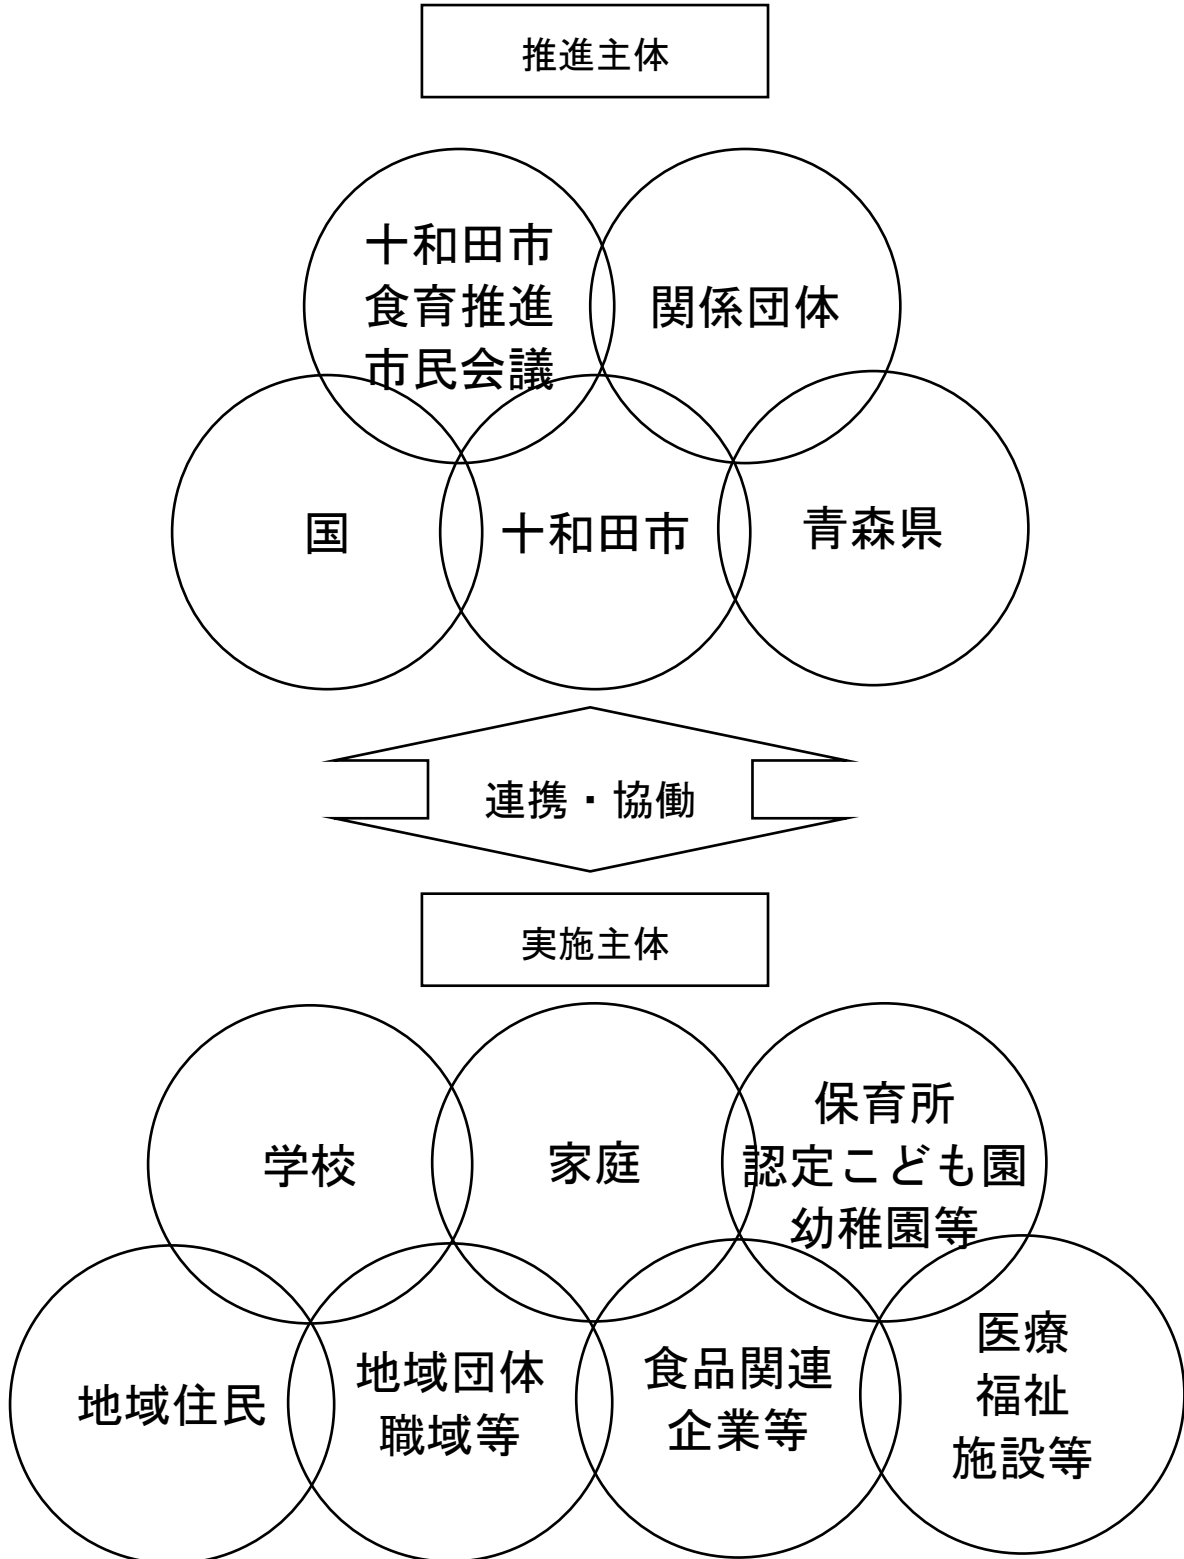 推進主体
十和田市
食育推進
市民会議
関係団体
国
十和田市
青森県
連携・協働
実施主体
学校
家庭
保育所
認定こども園
幼稚園等
地域住民
地域団体
職域等
食品関連
企業等
医療
福祉
施設等